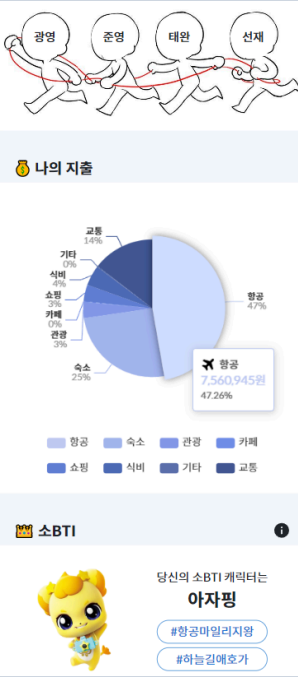 광영 준영 태완 선재
나의 지출
교통
14%
기타
0%
식비
4%
쇼핑
3%
카페
0%
관광
3%
숙소
25%
항공
47%
항공
7,560,945원
47.26%
항공 숙소 관광 카페
쇼핑 식비 기타 교통
소BTI
당신의 소BTI 캐릭터는
아자핑
#항공마일리지왕
#하늘길애호가